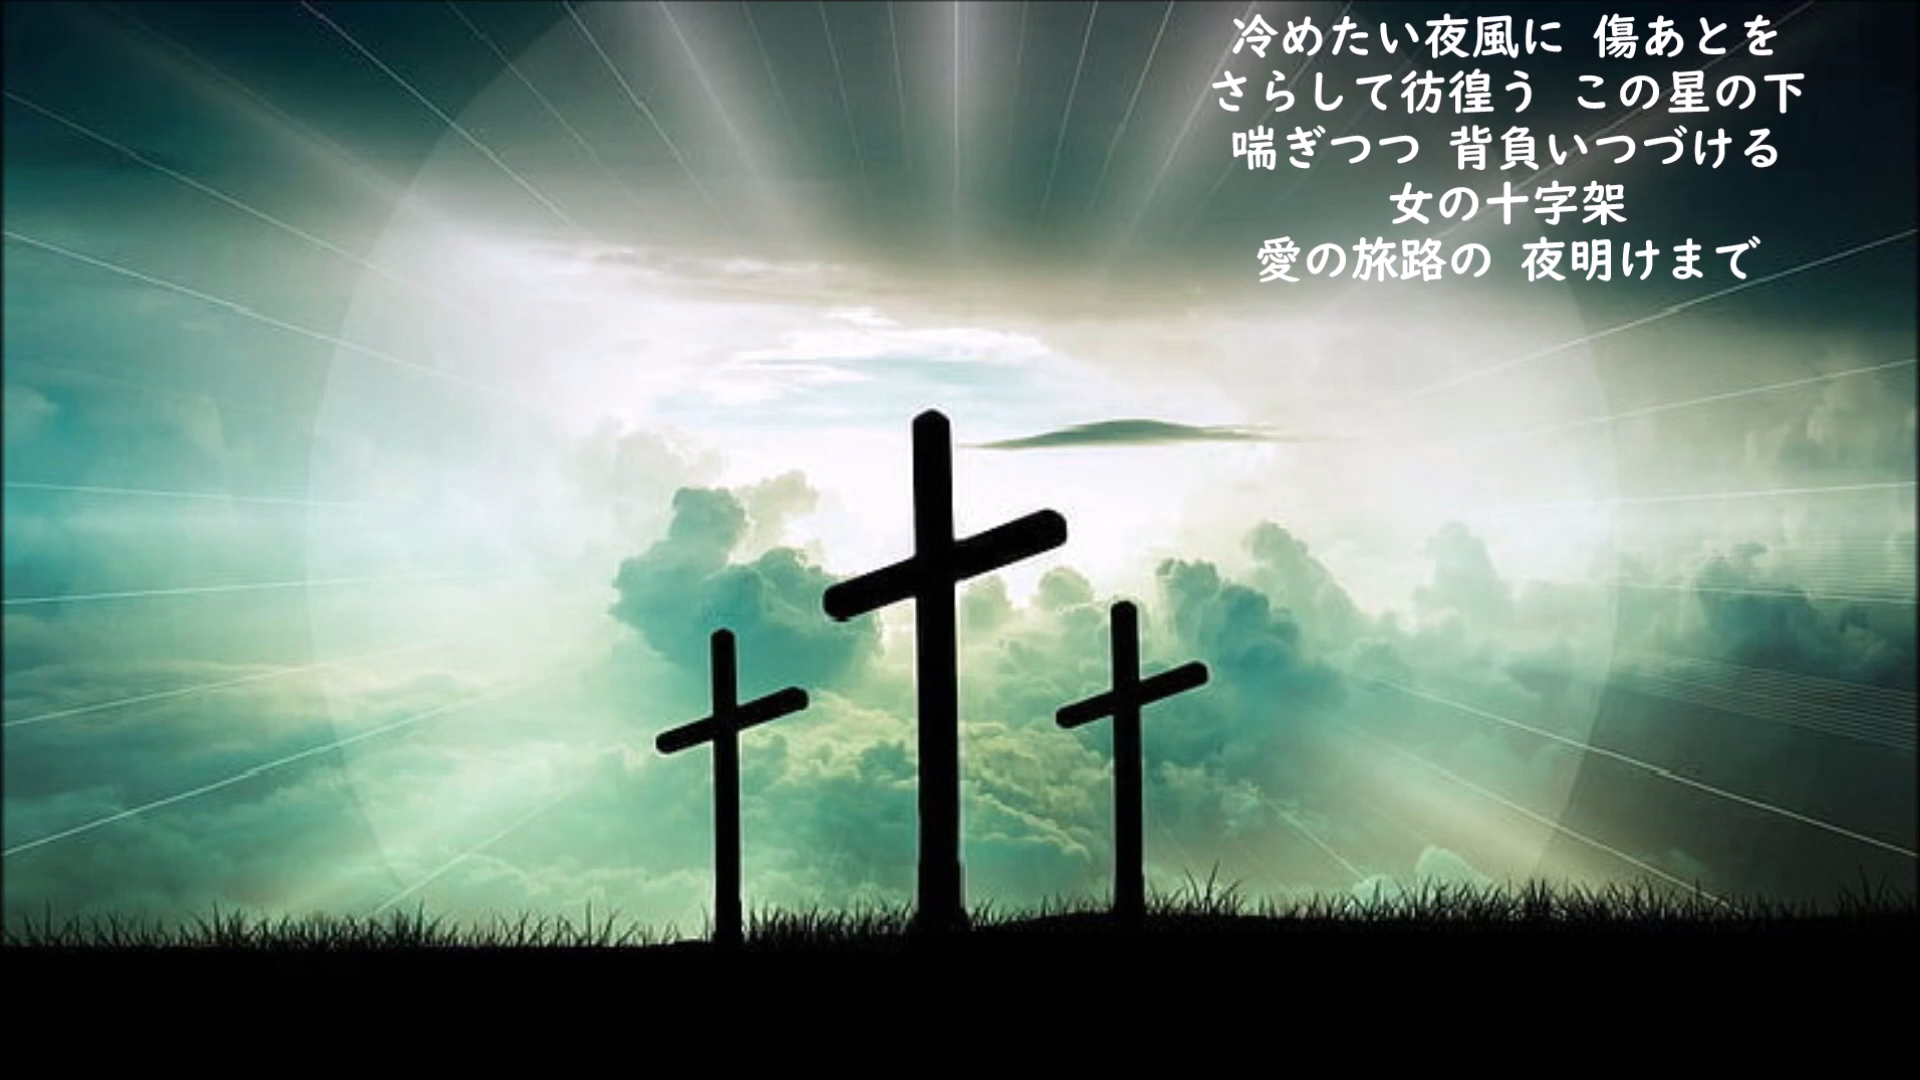 冷めたい夜風に 傷あとを
さらして彷徨う この星の下
喘ぎつつ 背負いつづける
女の十字架
愛の旅路の 夜明けまで